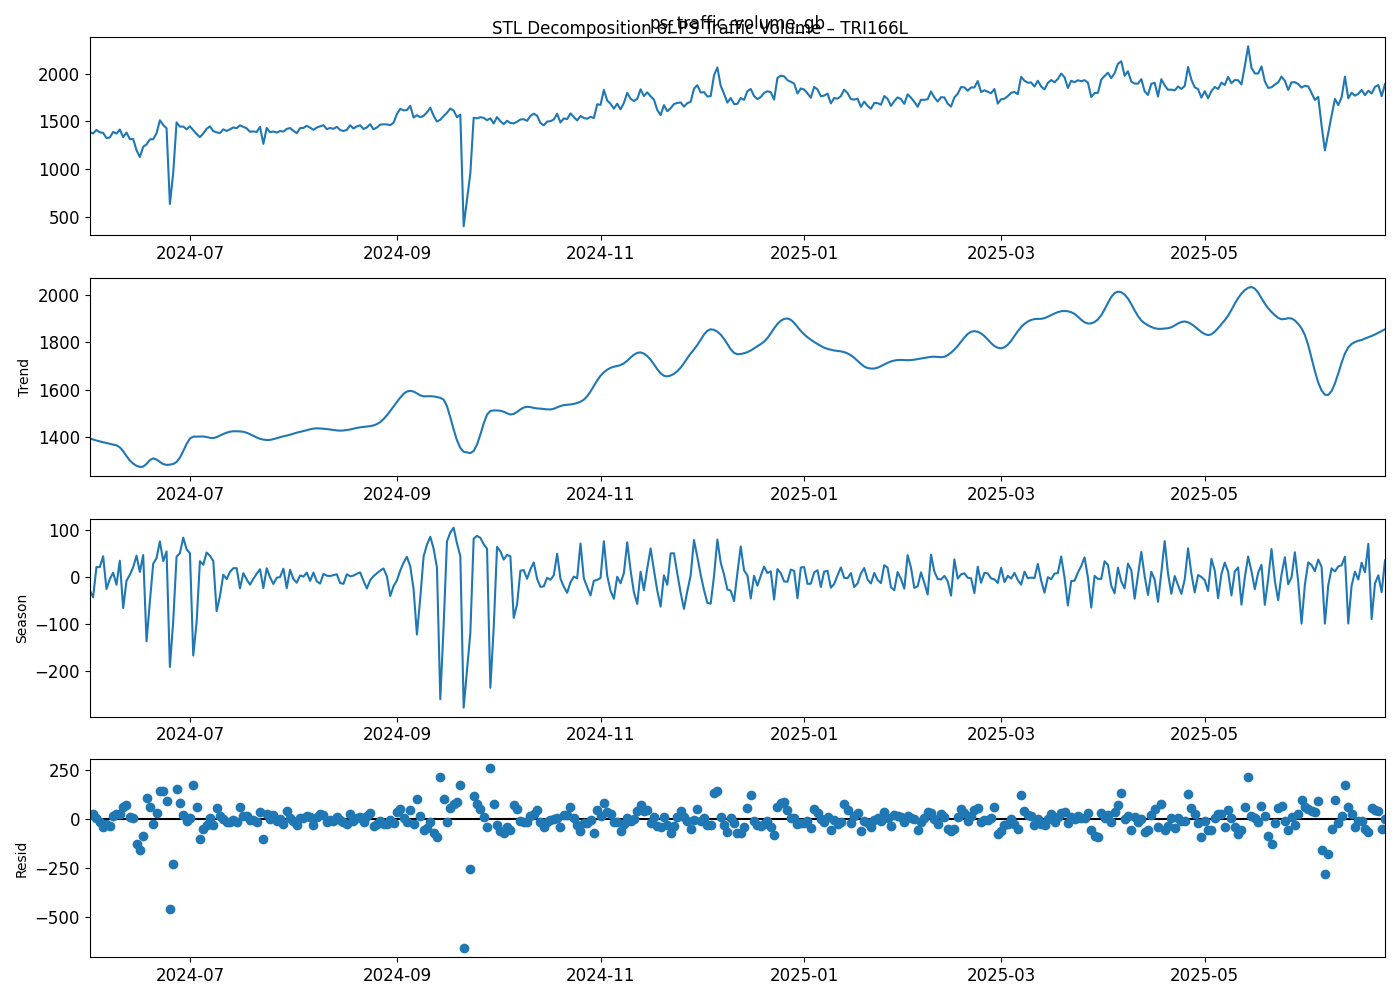 ps_traffic_volume_gb
STL Decomposition of PS Traffic Volume – TRI166L
2000
1500
1000
500
2024-07 2024-09 2024-11 2025-01 2025-03 2025-05
Trend
2000
1800
1600
1400
2024-07 2024-09 2024-11 2025-01 2025-03 2025-05
Season
100
0
−100
−200
2024-07 2024-09 2024-11 2025-01 2025-03 2025-05
Resid
250
0
−250
−500
2024-07 2024-09 2024-11 2025-01 2025-03 2025-05